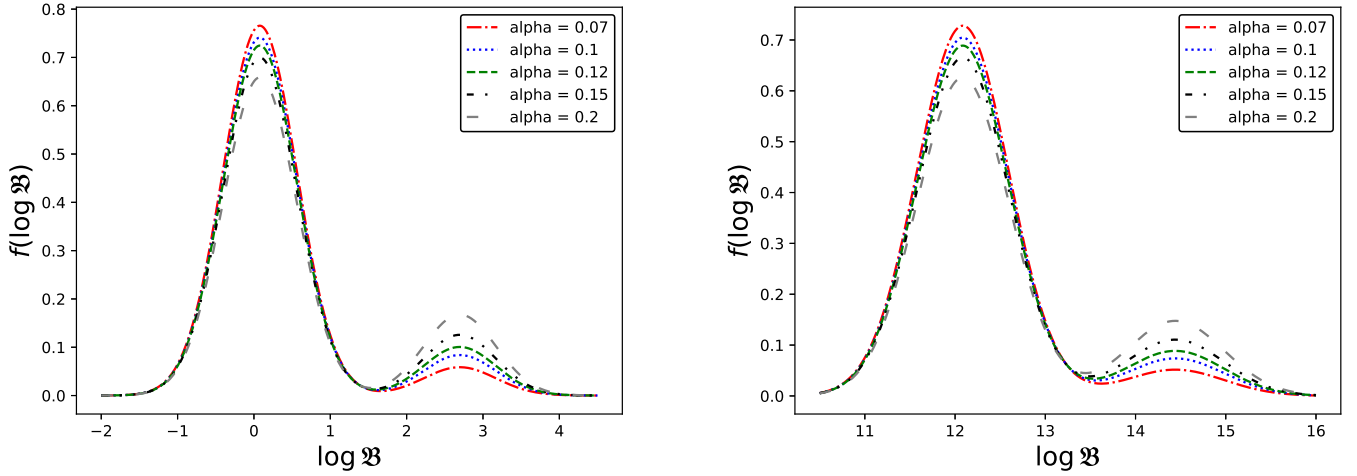 0.8
0.7
0.6
0.5
0.4
0.3
0.2
0.1
0.0
f(log 𝔅)
−2 −1 0 1 2 3 4
log 𝔅
alpha = 0.07
alpha = 0.1
alpha = 0.12
alpha = 0.15
alpha = 0.2
0.7
0.6
0.5
0.4
0.3
0.2
0.1
0.0
f(log 𝔅)
11 12 13 14 15 16
log 𝔅
alpha = 0.07
alpha = 0.1
alpha = 0.12
alpha = 0.15
alpha = 0.2